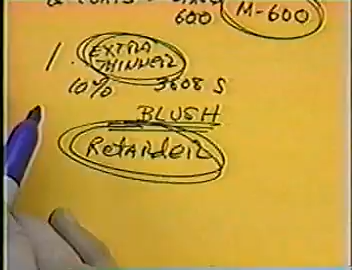 600 M-600
1. EXTRA
THINNER
10% 3608 S
BLUSH
RetARdeR